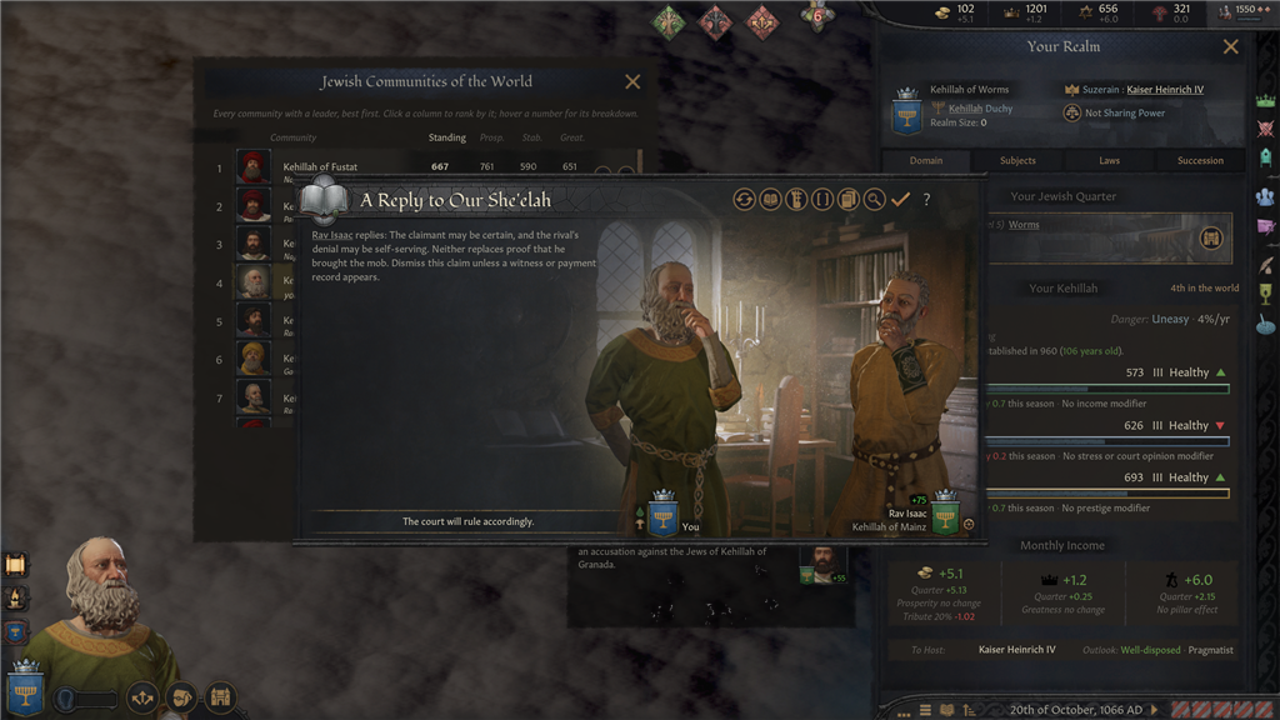 102
+5.1
1201
+1.2
656
+6.0
321
0.0
1550
6
Your Realm
Kehillah of Worms
Kehillah Duchy
Realm Size: 0
Suzerain : Kaiser Heinrich IV
Not Sharing Power
Domain
Subjects
Laws
Succession
Your Jewish Quarter
5) Worms
Your Kehillah
4th in the world
Danger: Uneasy · 4%/yr
established in 960 (106 years old).
573 III Healthy
0.7 this season · No income modifier
626 III Healthy
0.2 this season · No stress or court opinion modifier
693 III Healthy
0.7 this season · No prestige modifier
Monthly Income
+5.1
Quarter +5.13
Prosperity no change
Tribute 20% -1.02
+1.2
Quarter +0.25
Greatness no change
+6.0
Quarter +2.15
No pillar effect
To Host: Kaiser Heinrich IV
Outlook: Well-disposed · Pragmatist
20th of October, 1066 AD
Jewish Communities of the World
Every community with a leader, best first. Click a column to rank by it; hover a number for its breakdown.
Community Standing Prosp. Stab. Great.
1 Kehillah of Fustat 667 761 590 651
2
3
4
5
6
7
A Reply to Our She'elah
?
Rav Isaac replies: The claimant may be certain, and the rival's
denial may be self-serving. Neither replaces proof that he
brought the mob. Dismiss this claim unless a witness or payment
record appears.
The court will rule accordingly.
You
+75
Rav Isaac
Kehillah of Mainz
an accusation against the Jews of Kehillah of
Granada.
+55